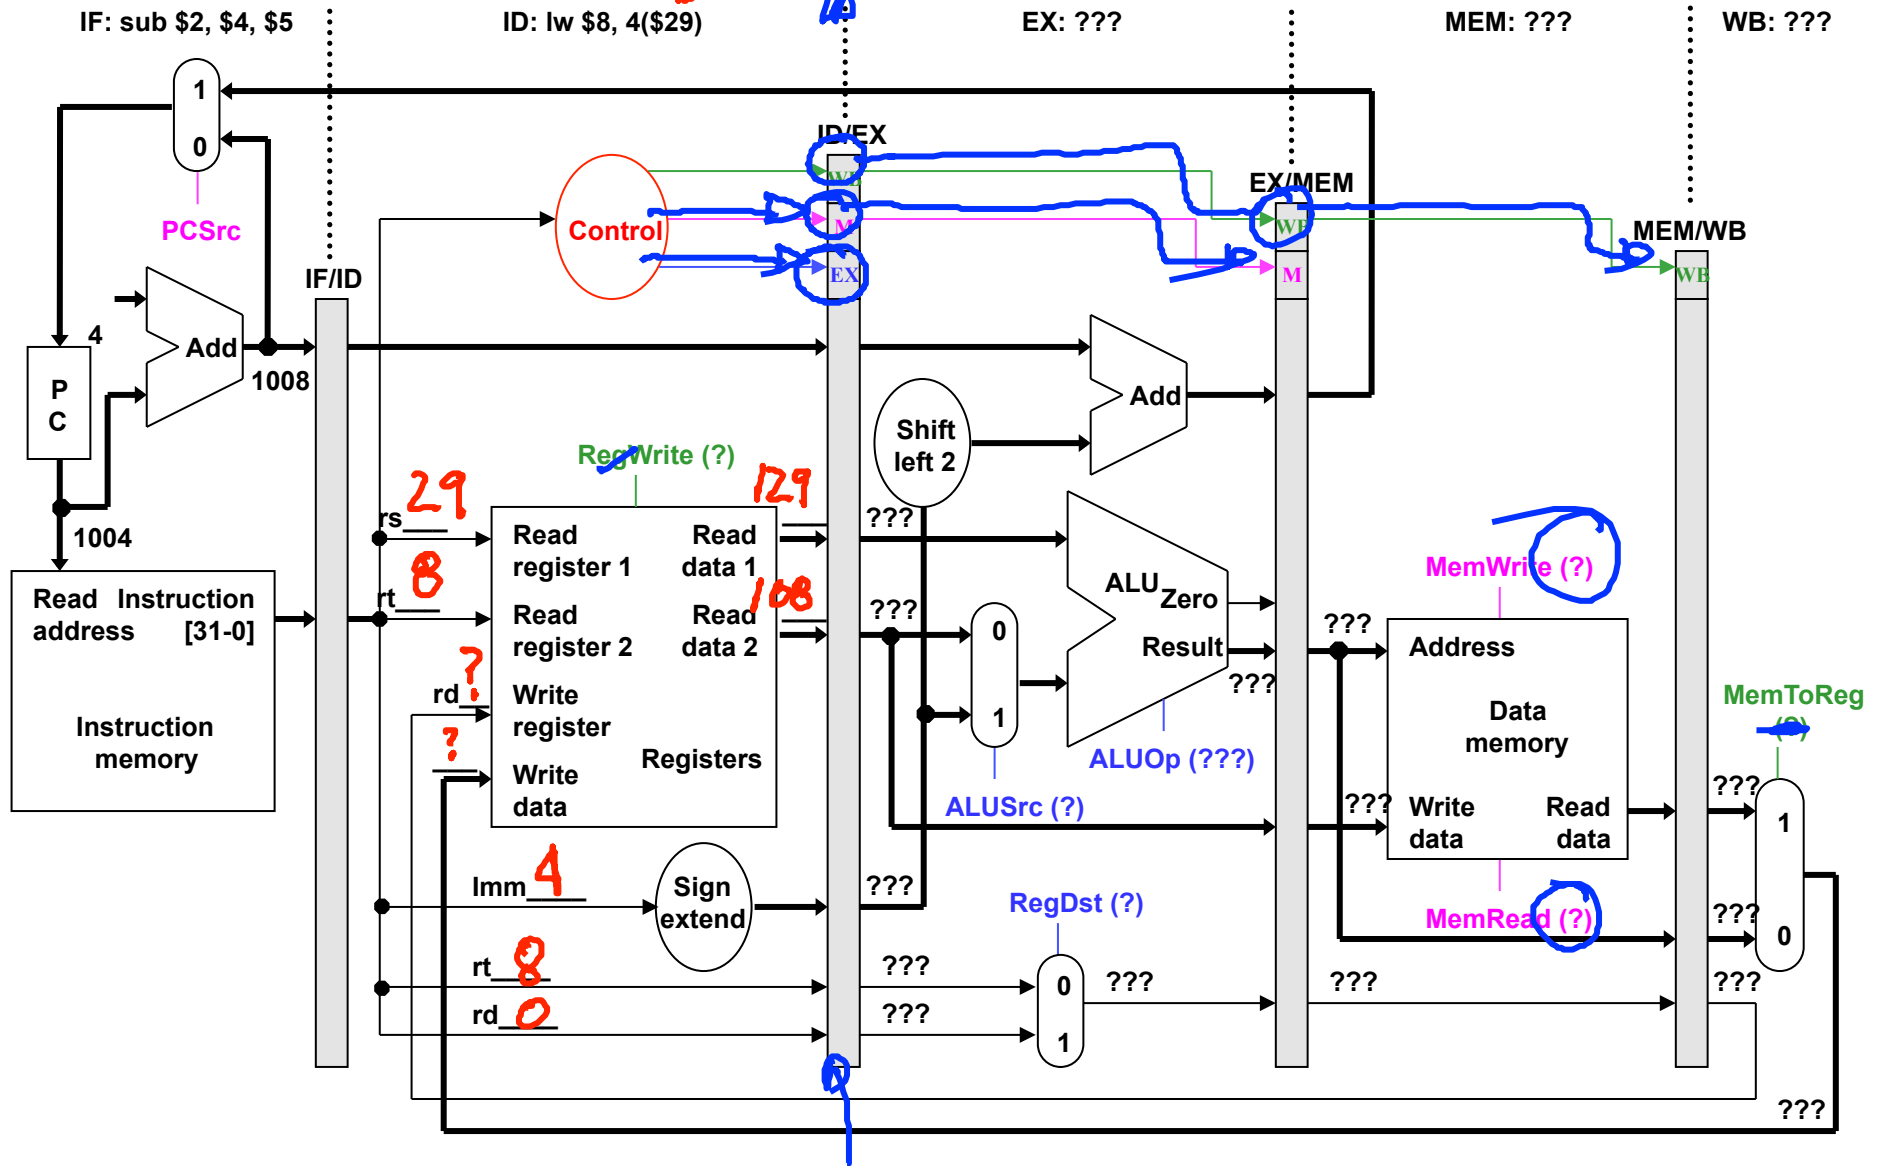 IF: sub $2, $4, $5
ID: lw $8, 4($29)
EX: ???
MEM: ???
WB: ???
1
0
PCSrc
Control
ID/EX
WB
M
EX
EX/MEM
WB
M
MEM/WB
WB
IF/ID
4
Add
1008
P
C
1004
Add
Shift
left 2
RegWrite (?)
rs 29
129
???
rt 8
108
???
Read
address
Instruction
[31-0]
Instruction
memory
Read
register 1
Read
data 1
Read
register 2
Read
data 2
rd ?
Write
register
?
Write
data
Registers
0
1
ALUSrc (?)
ALU
Zero
Result
???
ALUOp (???)
MemWrite (?)
???
Address
Data
memory
???
Write
data
Read
data
MemRead (?)
MemToReg
(?)
???
1
???
0
Imm 4
Sign
extend
???
RegDst (?)
rt 8
???
0
???
???
???
rd 0
???
1
???